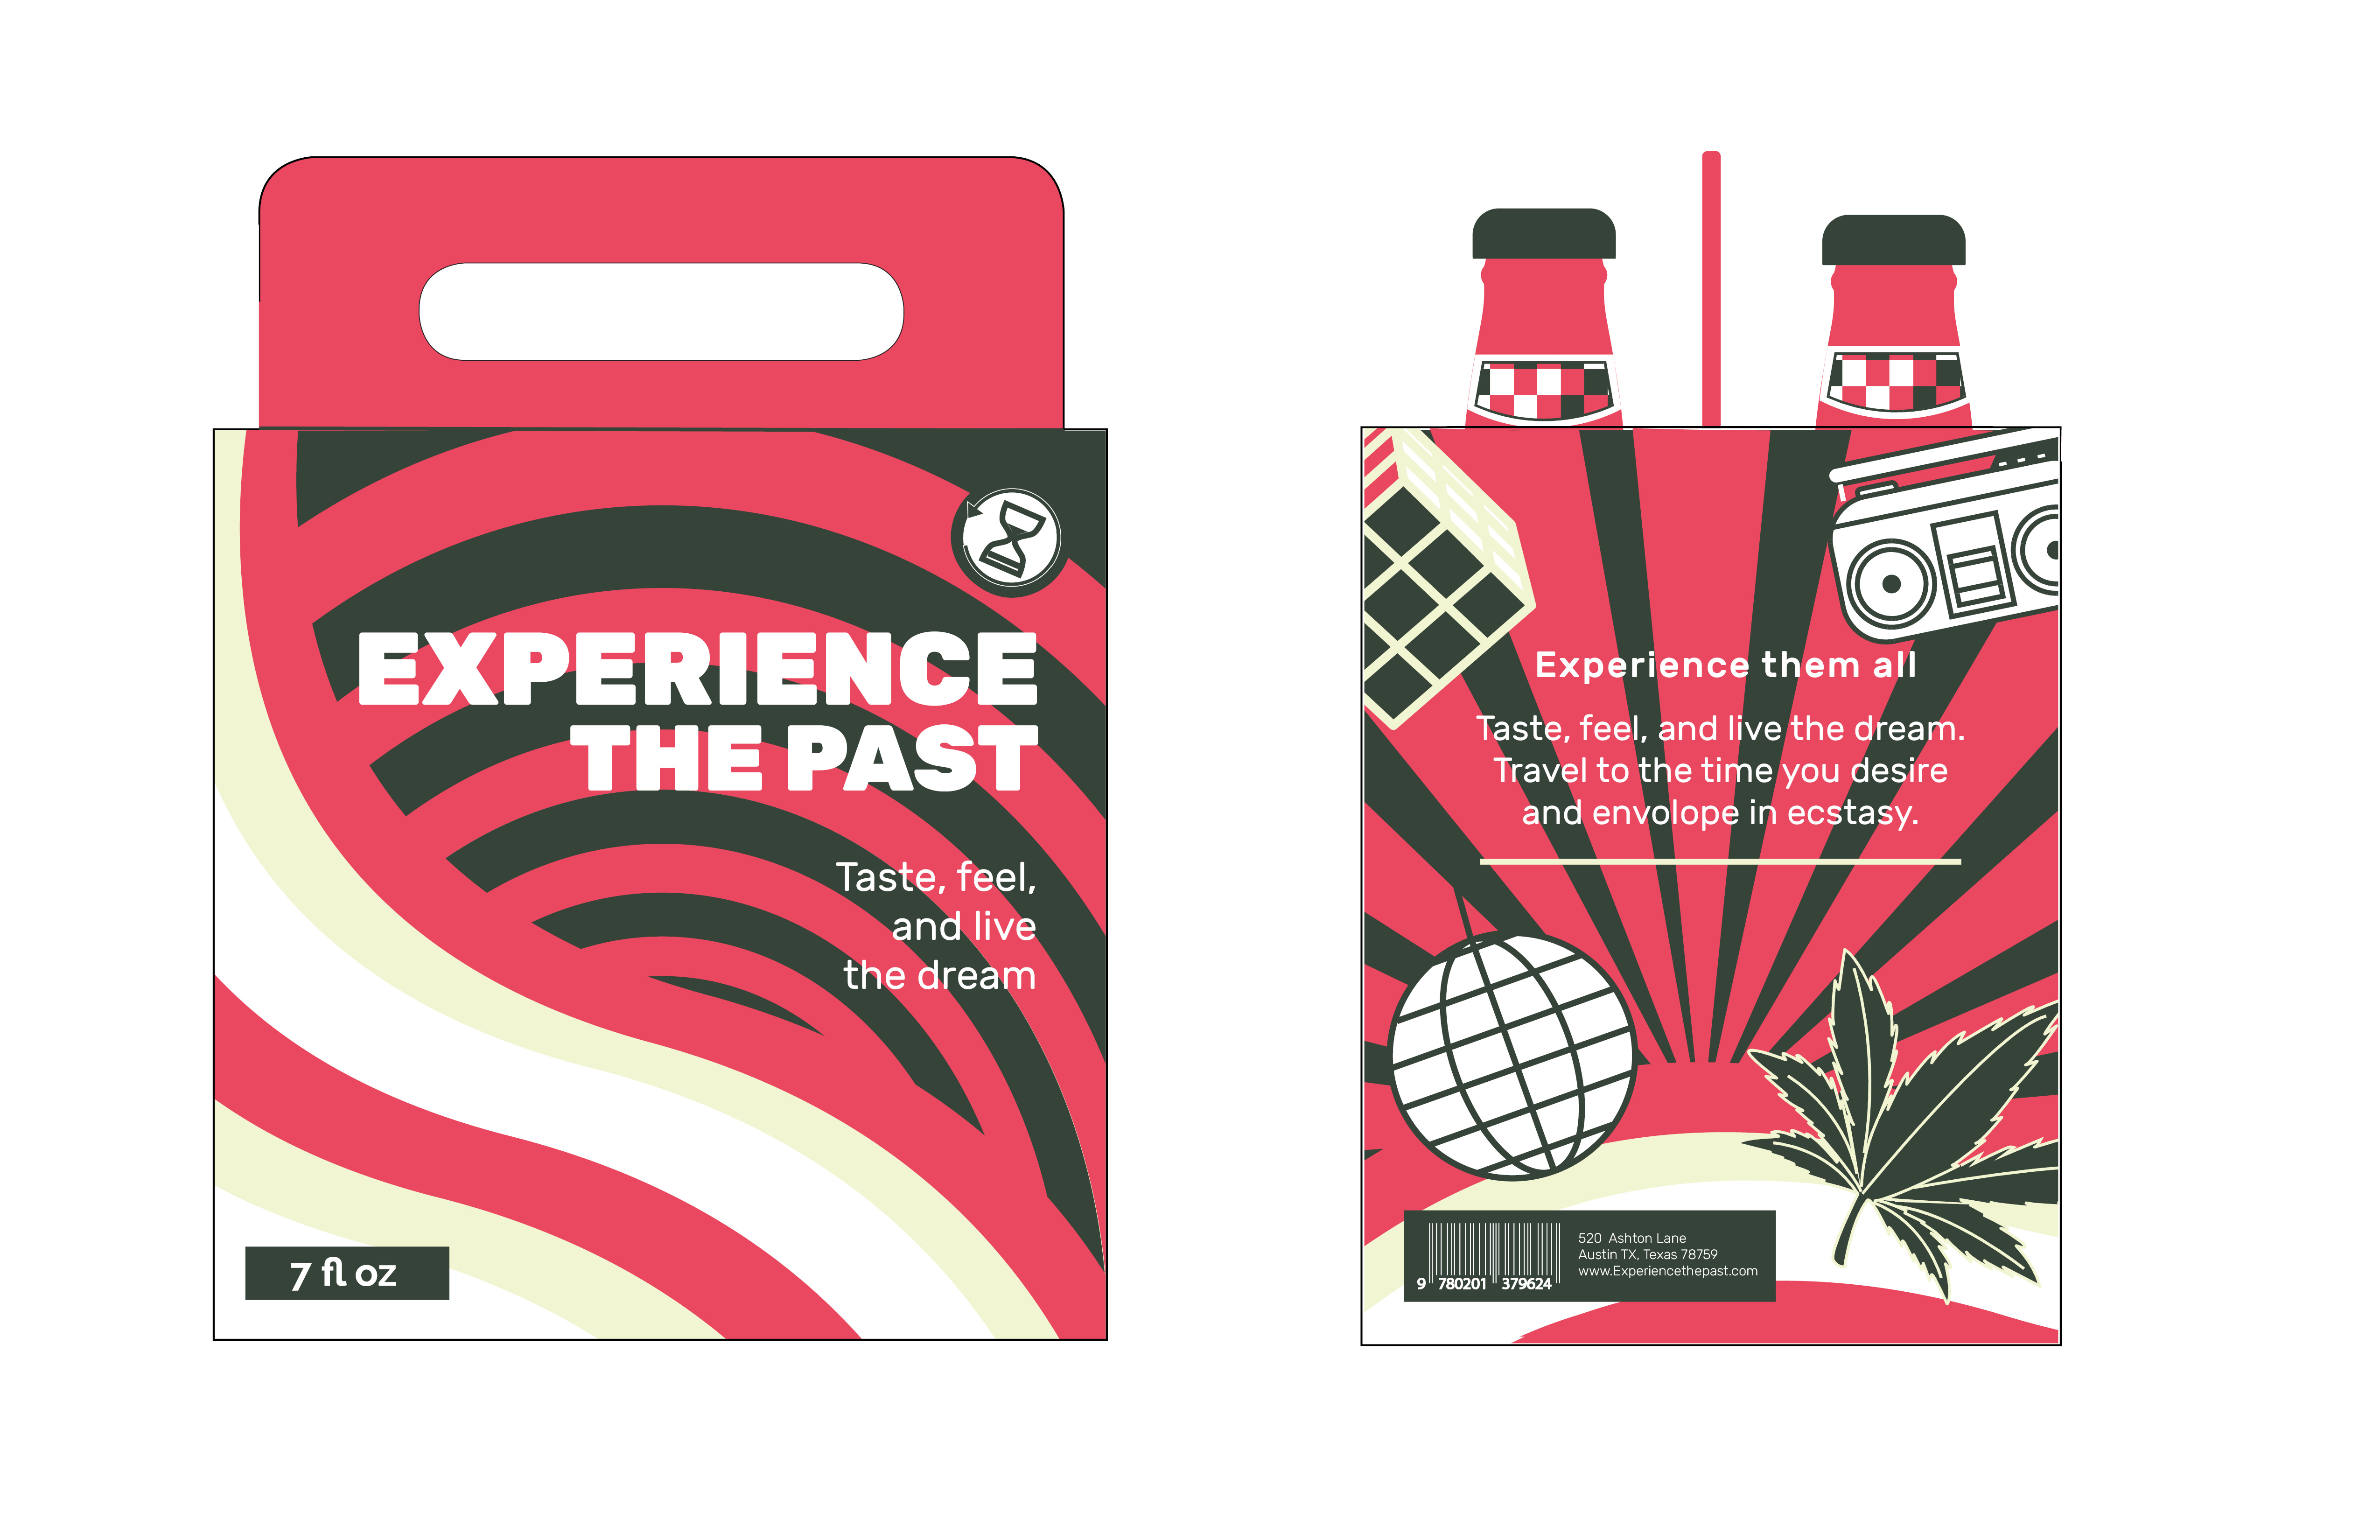 EXPERIENCE
THE PAST
Taste, feel,
and live
the dream
7 fl oz
Experience them all
Taste, feel, and live the dream.
Travel to the time you desire
and envolope in ecstasy.
9 780201 379624
520 Ashton Lane
Austin TX, Texas 78759
www.Experiencethepast.com